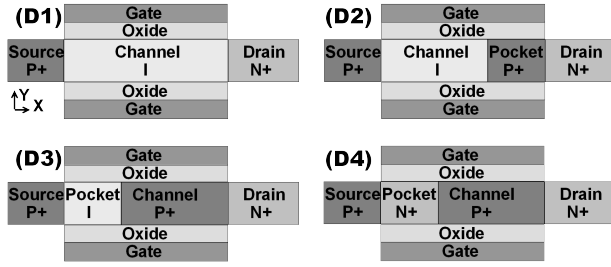 (D1)
Gate
Oxide
Source
P+
Channel
I
Drain
N+
Oxide
Gate
Y
X
(D2)
Gate
Oxide
Source
P+
Channel
I
Pocket
P+
Drain
N+
Oxide
Gate
(D3)
Gate
Oxide
Source
P+
Pocket
I
Channel
P+
Drain
N+
Oxide
Gate
(D4)
Gate
Oxide
Source
P+
Pocket
N+
Channel
P+
Drain
N+
Oxide
Gate